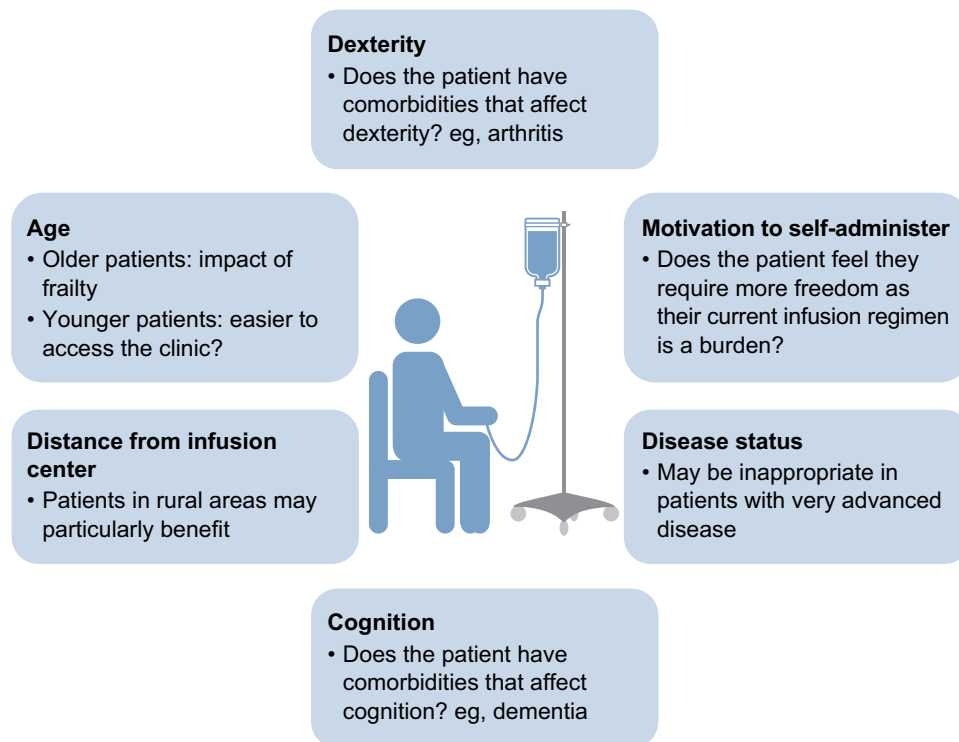 Dexterity
• Does the patient have
comorbidities that affect
dexterity? eg, arthritis
Age
• Older patients: impact of
frailty
• Younger patients: easier to
access the clinic?
Motivation to self-administer
• Does the patient feel they
require more freedom as
their current infusion regimen
is a burden?
Distance from infusion
center
• Patients in rural areas may
particularly benefit
Disease status
• May be inappropriate in
patients with very advanced
disease
Cognition
• Does the patient have
comorbidities that affect
cognition? eg, dementia